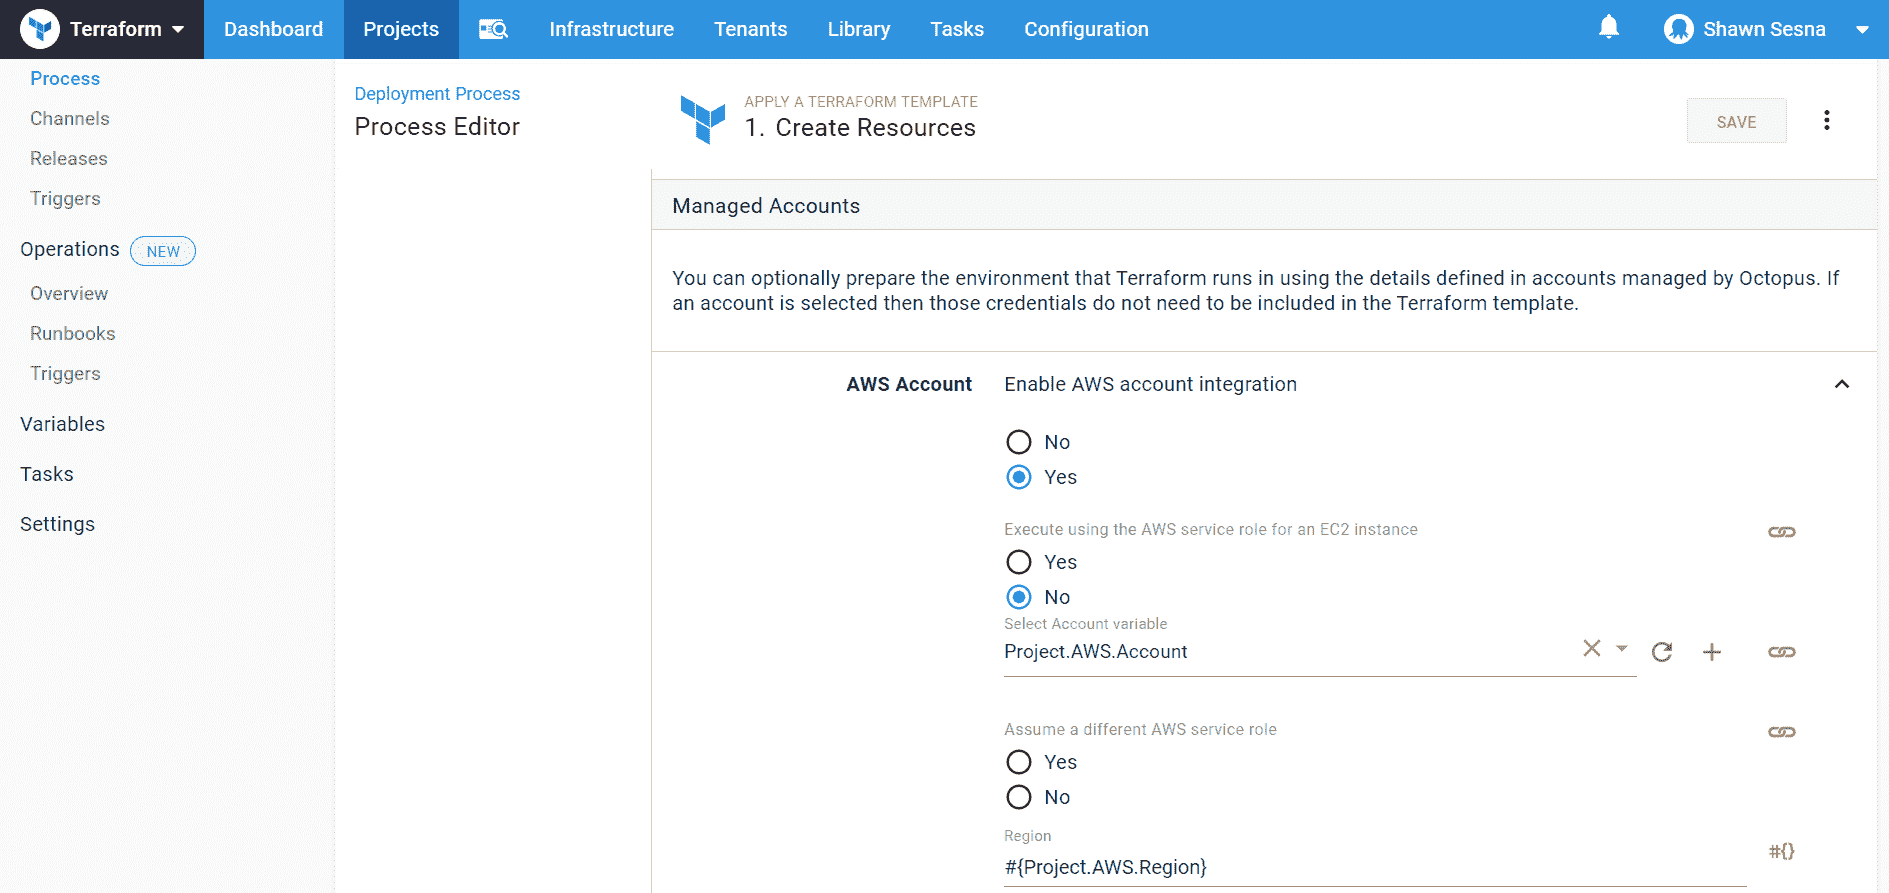 Terraform
Dashboard
Projects
Infrastructure
Tenants
Library
Tasks
Configuration
Shawn Sesna
Process
Channels
Releases
Triggers
Operations NEW
Overview
Runbooks
Triggers
Variables
Tasks
Settings
Deployment Process
Process Editor
APPLY A TERRAFORM TEMPLATE
1. Create Resources
SAVE
Managed Accounts
You can optionally prepare the environment that Terraform runs in using the details defined in accounts managed by Octopus. If
an account is selected then those credentials do not need to be included in the Terraform template.
AWS Account
Enable AWS account integration
No
Yes
Execute using the AWS service role for an EC2 instance
Yes
No
Select Account variable
Project.AWS.Account
Assume a different AWS service role
Yes
No
Region
#{Project.AWS.Region}
#{}